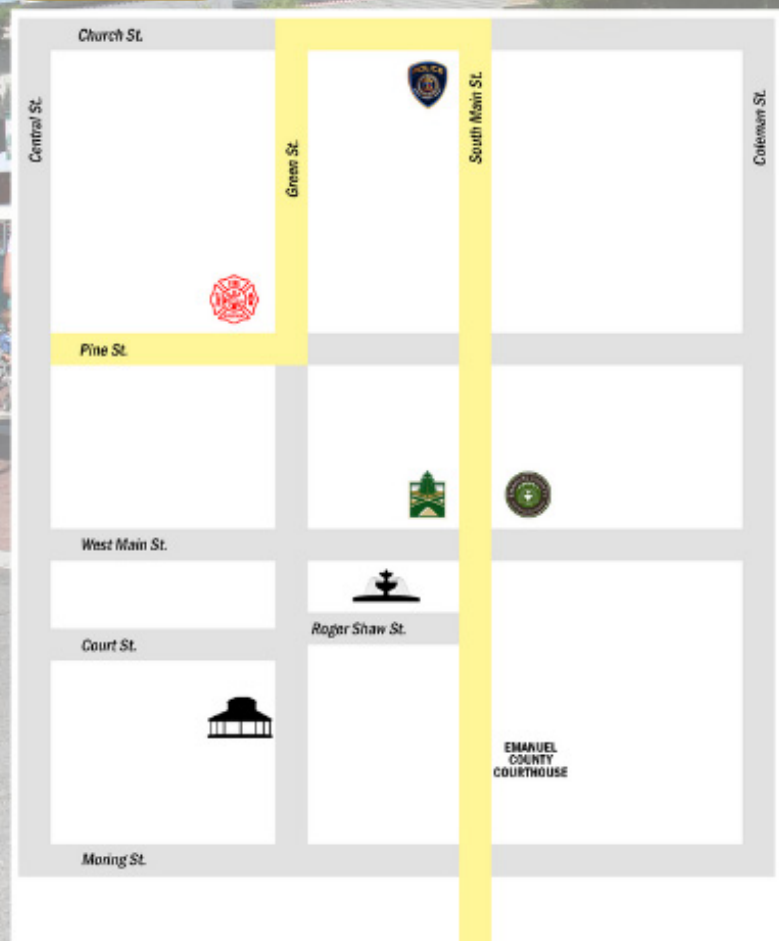 Church St.
Central St.
Green St.
POLICE
South Main St.
Coleman St.
Pine St.
West Main St.
Roger Shaw St.
Court St.
EMANUEL
COUNTY
COURTHOUSE
Moring St.